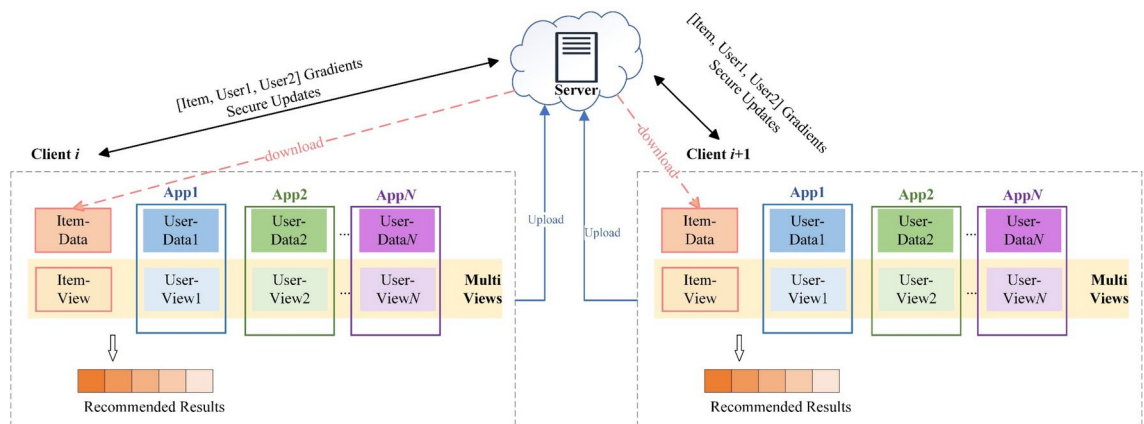 Server
[Item, User1, User2] Gradients
Secure Updates
[Item, User1, User2] Gradients
Secure Updates
download
download
Client i
Client i+1
App1
App2
AppN
Item-
Data
User-
Data1
User-
Data2
...
User-
DataN
Item-
View
User-
View1
User-
View2
...
User-
ViewN
Multi
Views
Recommended Results
Upload
Upload
App1
App2
AppN
Item-
Data
User-
Data1
User-
Data2
...
User-
DataN
Item-
View
User-
View1
User-
View2
...
User-
ViewN
Multi
Views
Recommended Results